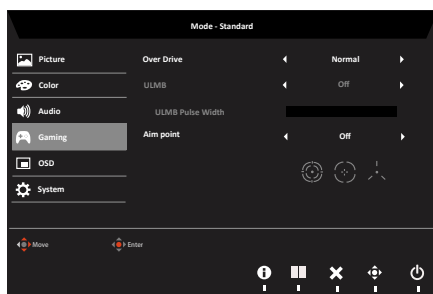 Mode - Standard
Picture
Over Drive Normal
Color
ULMB Off
Audio
ULMB Pulse Width
Gaming
Aim point Off
OSD
System
Move Enter